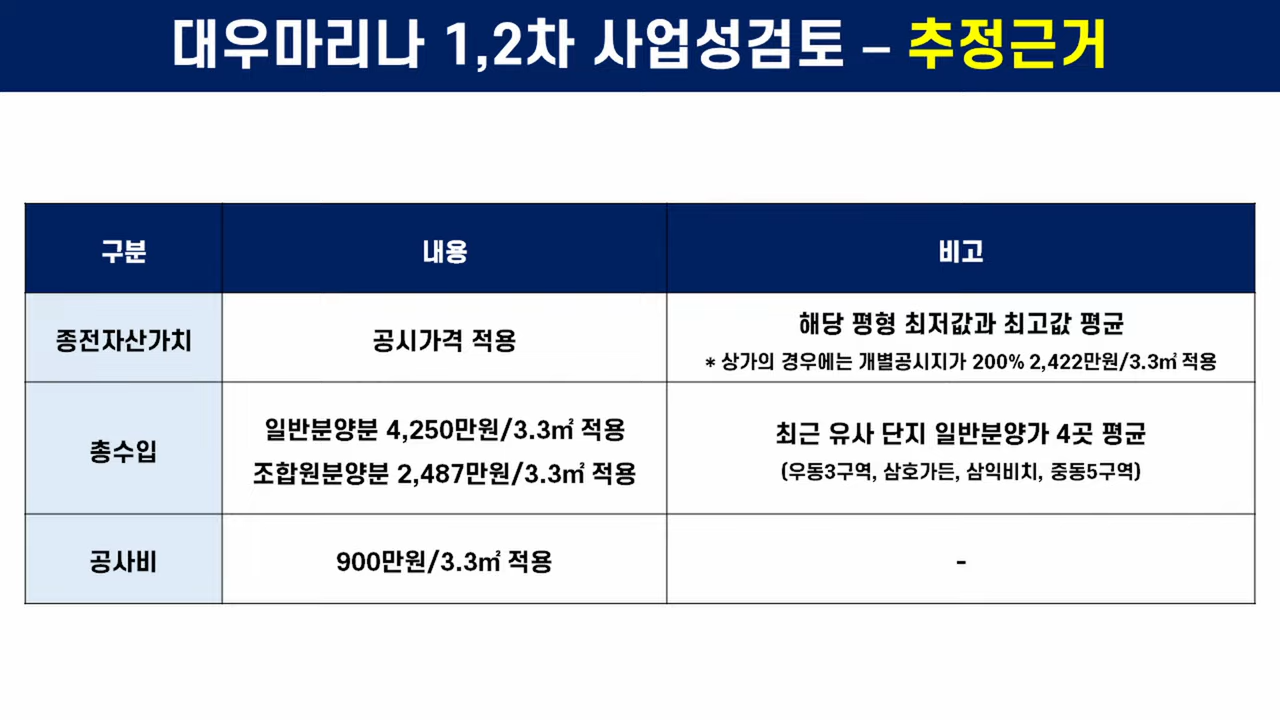 대우마리나 1,2차 사업성검토 – 추정근거
구분
내용
비고
종전자산가치
공시가격 적용
해당 평형 최저값과 최고값 평균
* 상가의 경우에는 개별공시지가 200% 2,422만원/3.3㎡ 적용
총수입
일반분양분 4,250만원/3.3㎡ 적용
조합원분양분 2,487만원/3.3㎡ 적용
최근 유사 단지 일반분양가 4곳 평균
(우동3구역, 삼호가든, 삼익비치, 중동5구역)
공사비
900만원/3.3㎡ 적용
-